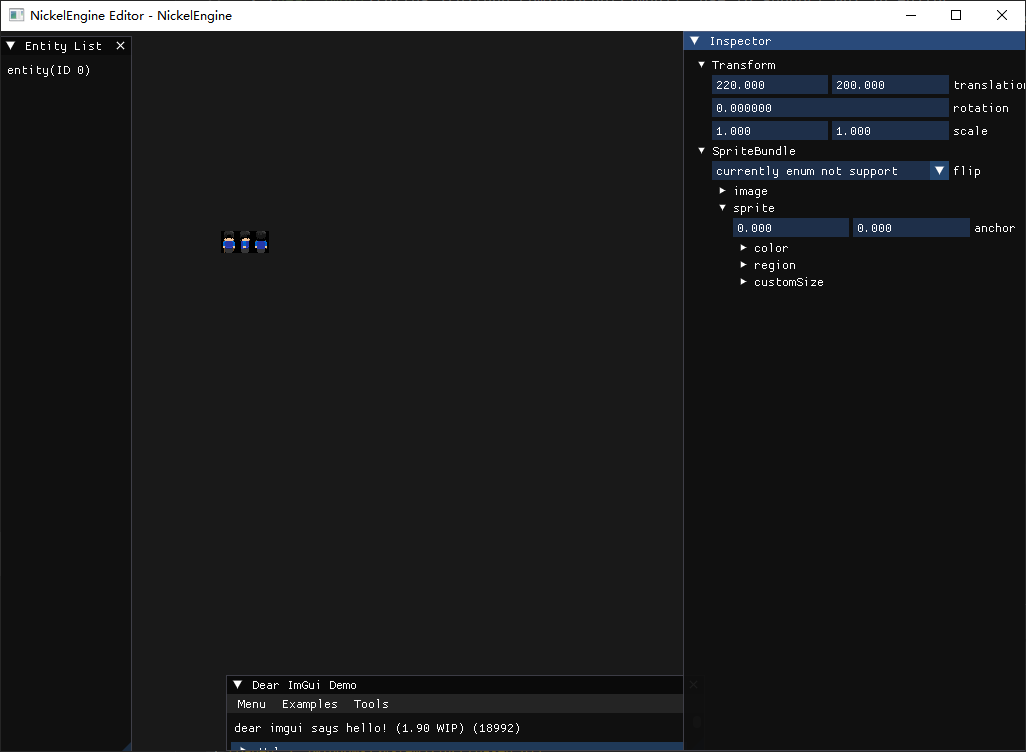 NickelEngine Editor - NickelEngine
Entity List
entity(ID 0)
Inspector
Transform
220.000 200.000 translation
0.000000 rotation
1.000 1.000 scale
SpriteBundle
currently enum not support flip
image
sprite
0.000 0.000 anchor
color
region
customSize
Dear ImGui Demo
Menu Examples Tools
dear imgui says hello! (1.90 WIP) (18992)